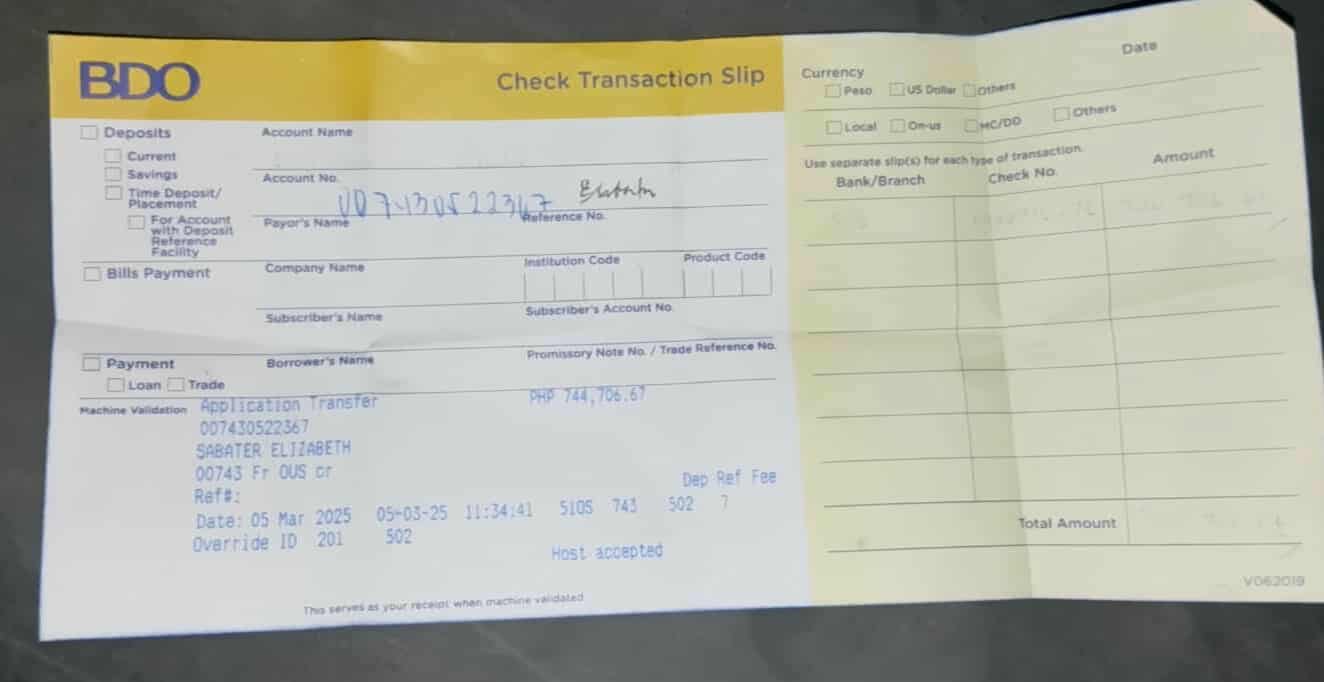 BDO
Check Transaction Slip
Deposits
Current
Savings
Time Deposit/
Placement
For Account
with Deposit
Reference
Facility
Bills Payment
Payment
Loan Trade
Account Name
Account No.
007430522367
Payor's Name Reference No.
Company Name Institution Code Product Code
Subscriber's Name Subscriber's Account No.
Borrower's Name Promissory Note No. / Trade Reference No.
Machine Validation Application Transfer PHP 744,706.67
007430522367
SABATER ELIZABETH
00743 Fr OUS cr
Ref#: Dep Ref Fee
Date: 05 Mar 2025 05-03-25 11:34:41 5105 743 502 7
Override ID 201 502
Host accepted
This serves as your receipt when machine validated
Date
Currency
Peso US Dollar Others
Local On-us MC/DD Others
Use separate slip(s) for each type of transaction.
Bank/Branch Check No. Amount
Total Amount
V062019